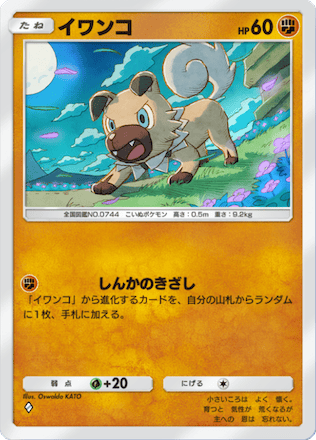 たね イワンコ HP 60
全国図鑑NO.0744 こいぬポケモン 高さ:0.5m 重さ:9.2kg
しんかのきざし
「イワンコ」から進化するカードを、自分の山札からランダム
に1枚、手札に加える。
弱点 +20 にげる
Illus. Oswaldo KATO
小さいころは よく 懐く。
育つと 気性が 荒くなるが
主への 恩は 忘れない。